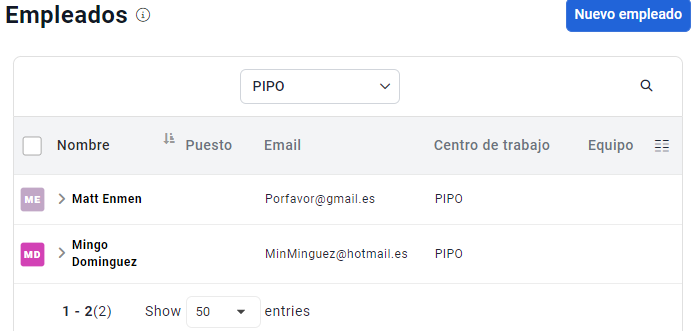 Empleados
Nuevo empleado
PIPO
Nombre Puesto Email Centro de trabajo Equipo
ME Matt Enmen Porfavor@gmail.es PIPO
MD Mingo
Dominguez MinMinguez@hotmail.es PIPO
1 - 2(2) Show 50 entries